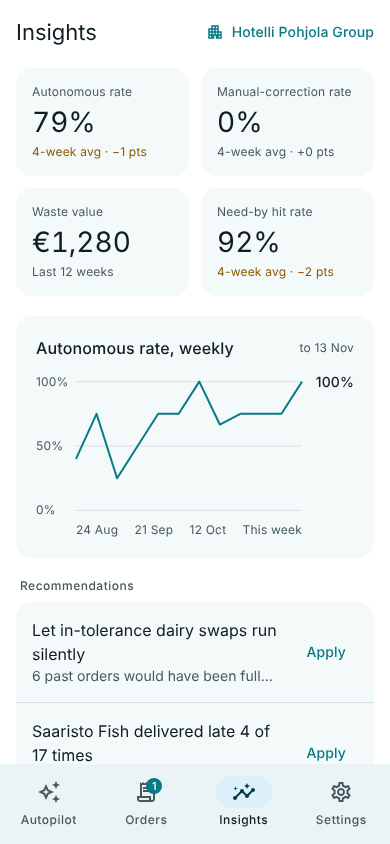 Insights
Hotelli Pohjola Group
Autonomous rate
79%
4-week avg · −1 pts
Manual-correction rate
0%
4-week avg · +0 pts
Waste value
€1,280
Last 12 weeks
Need-by hit rate
92%
4-week avg · −2 pts
Autonomous rate, weekly
to 13 Nov
100%
100%
50%
0%
24 Aug
21 Sep
12 Oct
This week
Recommendations
Let in-tolerance dairy swaps run
silently
6 past orders would have been full...
Apply
Saaristo Fish delivered late 4 of
17 times
Apply
1
Autopilot
Orders
Insights
Settings